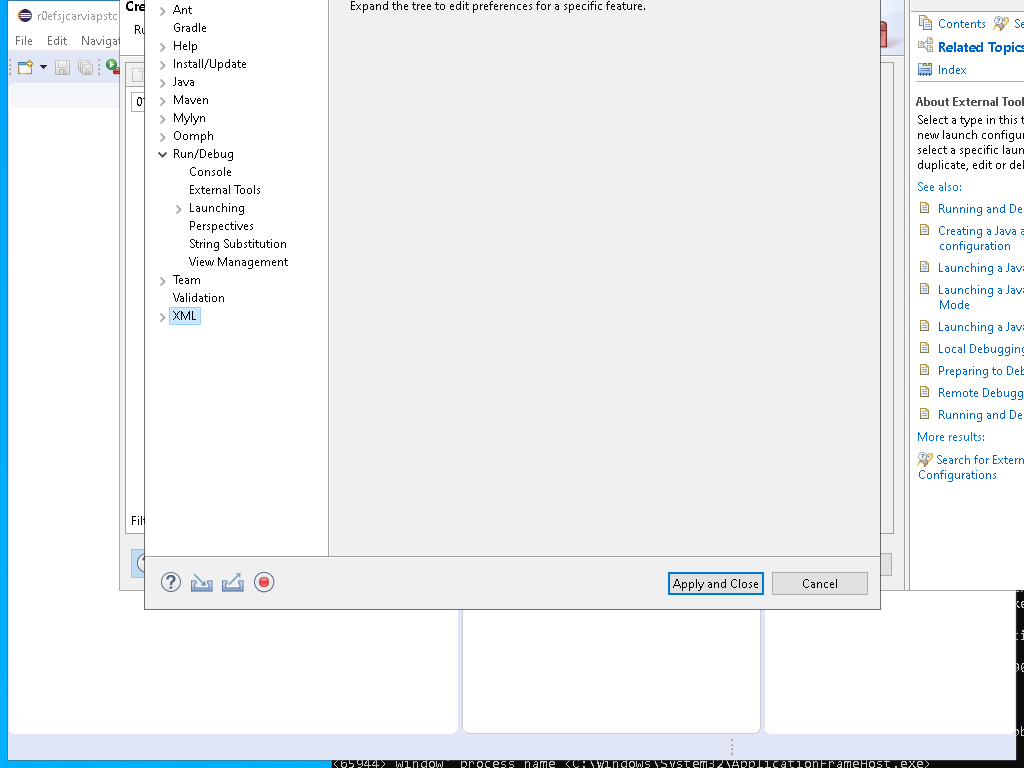 r0efsjcarviapstc
File Edit Navigat
Cre
Ru
01
Filt
Expand the tree to edit preferences for a specific feature.
Ant
Gradle
Help
Install/Update
Java
Maven
Mylyn
Oomph
Run/Debug
Console
External Tools
Launching
Perspectives
String Substitution
View Management
Team
Validation
XML
Apply and Close
Cancel
Contents Se
Related Topics
Index
About External Tool
Select a type in this t
new launch configur
select a specific laun
duplicate, edit or del
See also:
Running and De
Creating a Java a
configuration
Launching a Java
Launching a Java
Mode
Launching a Java
Local Debugging
Preparing to Deb
Remote Debugg
Running and De
More results:
Search for Extern
Configurations
<65944> window' process name <C:\Windows\System32\ApplicationFrameHost.exe>